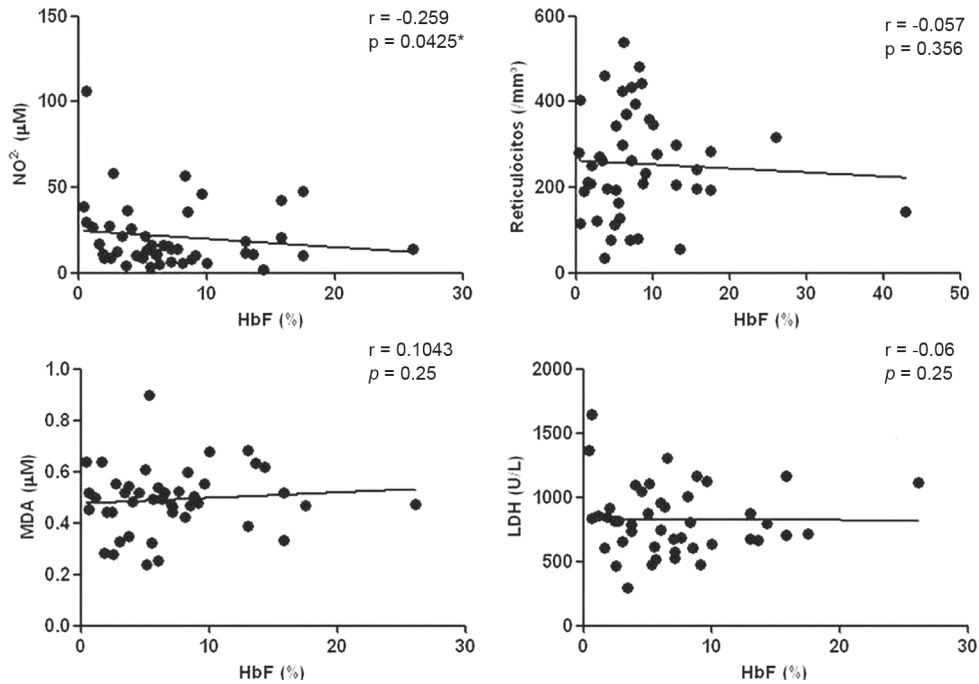 150
100
50
0
NO²⁻ (µM)
0 10 20 30
HbF (%)
r = -0.259
p = 0.0425*
600
400
200
0
Reticulócitos (/mm³)
0 10 20 30 40 50
HbF (%)
r = -0.057
p = 0.356
1.0
0.8
0.6
0.4
0.2
0.0
MDA (µM)
0 10 20 30
HbF (%)
r = 0.1043
p = 0.25
2000
1500
1000
500
0
LDH (U/L)
0 10 20 30
HbF (%)
r = -0.06
p = 0.25